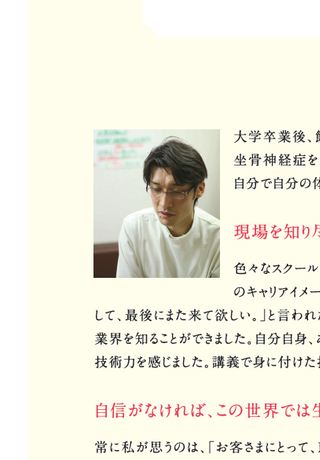 大学卒業後、
坐骨神経症を
自分で自分の体
現場を知り尽
色々なスクール
のキャリアイメー
して、最後にまた来て欲しい。」と言われた
業界を知ることができました。自分自身、
技術力を感じました。講義で身に付けた
自信がなければ、この世界では生
常に私が思うのは、「お客さまにとって、